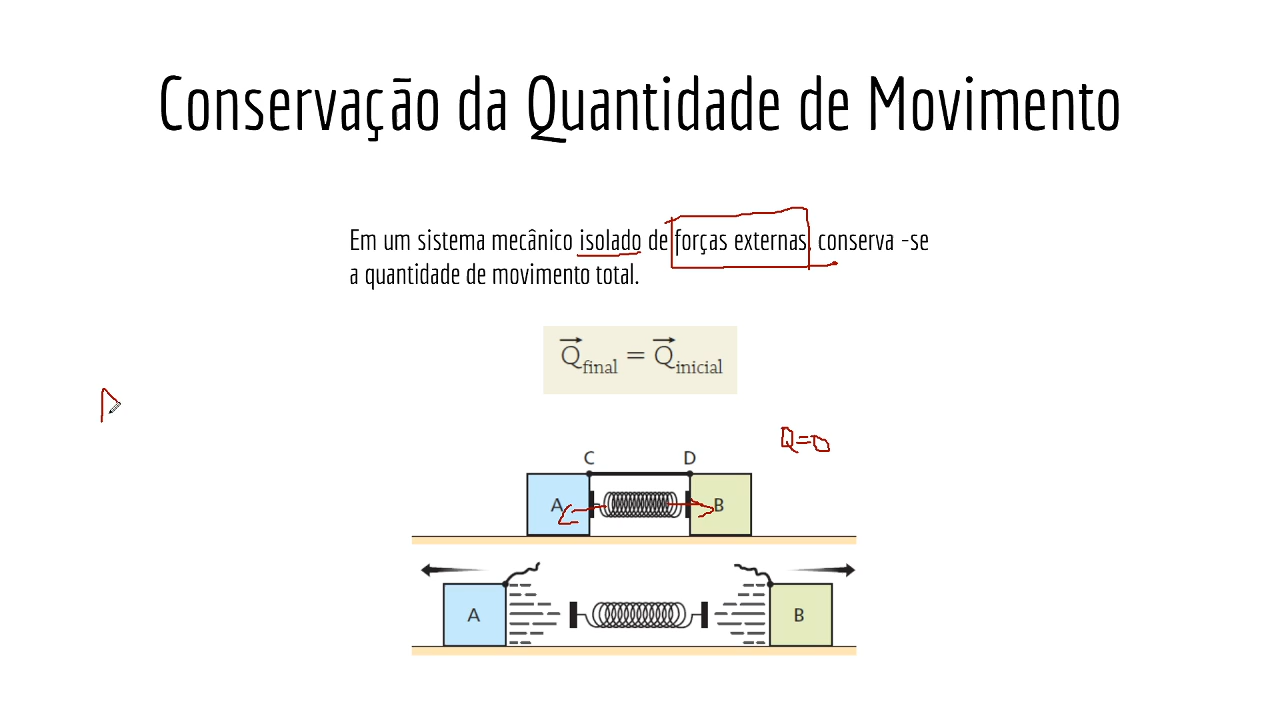 Conservação da Quantidade de Movimento
Em um sistema mecânico isolado de forças externas, conserva -se
a quantidade de movimento total.
Q final = Q inicial
Q=0
C D
A B
A B